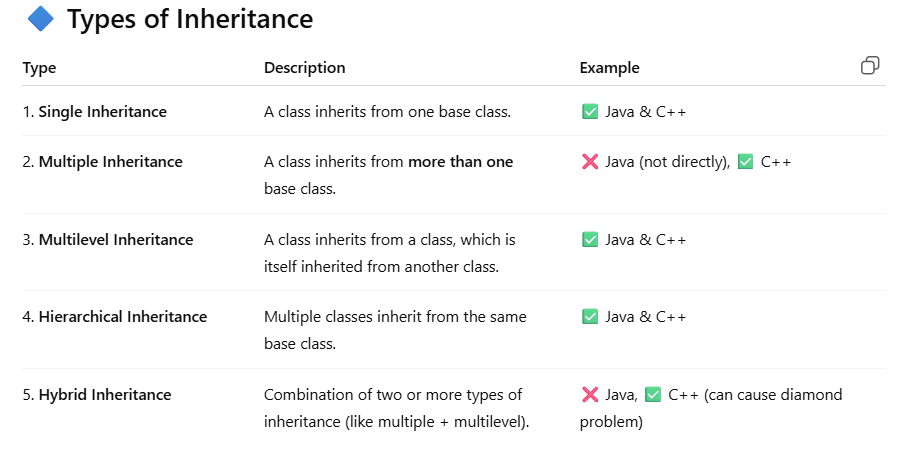 🔷 Types of Inheritance
Type Description Example
1. Single Inheritance A class inherits from one base class. ✅ Java & C++
2. Multiple Inheritance A class inherits from more than one ❌ Java (not directly), ✅ C++
base class.
3. Multilevel Inheritance A class inherits from a class, which is ✅ Java & C++
itself inherited from another class.
4. Hierarchical Inheritance Multiple classes inherit from the same ✅ Java & C++
base class.
5. Hybrid Inheritance Combination of two or more types of ❌ Java, ✅ C++ (can cause diamond
inheritance (like multiple + multilevel). problem)